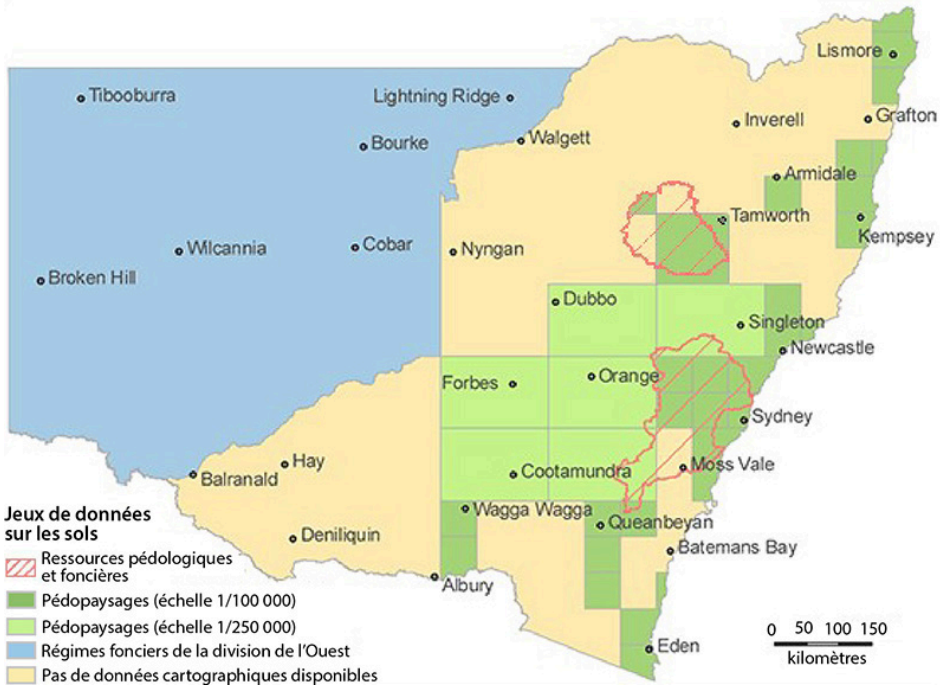 Lismore
Tibooburra
Lightning Ridge
Grafton
Inverell
Walgett
Bourke
Armidale
Tamworth
Kempsey
Wilcannia
Cobar
Nyngan
Broken Hill
Dubbo
Singleton
Newcastle
Forbes
Orange
Sydney
Hay
Moss Vale
Cootamundra
Balranald
Wagga Wagga
Queanbeyan
Deniliquin
Batemans Bay
Albury
Eden
Jeux de données
sur les sols
Ressources pédologiques
et foncières
Pédopaysages (échelle 1/100 000)
Pédopaysages (échelle 1/250 000)
Régimes fonciers de la division de l’Ouest
Pas de données cartographiques disponibles
0 50 100 150
kilomètres